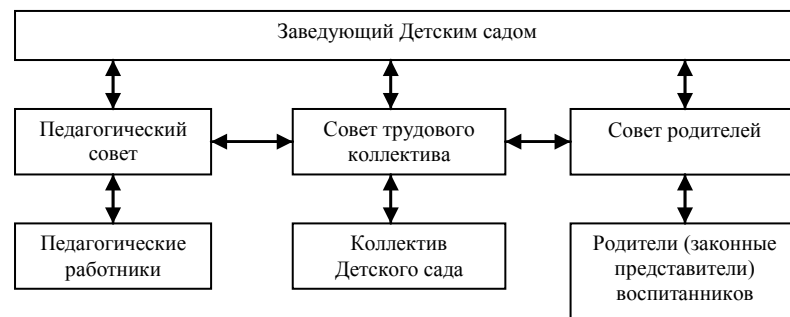 Заведующий Детским садом
Педагогический
совет
Совет трудового
коллектива
Совет родителей
Педагогические
работники
Коллектив
Детского сада
Родители (законные
представители)
воспитанников